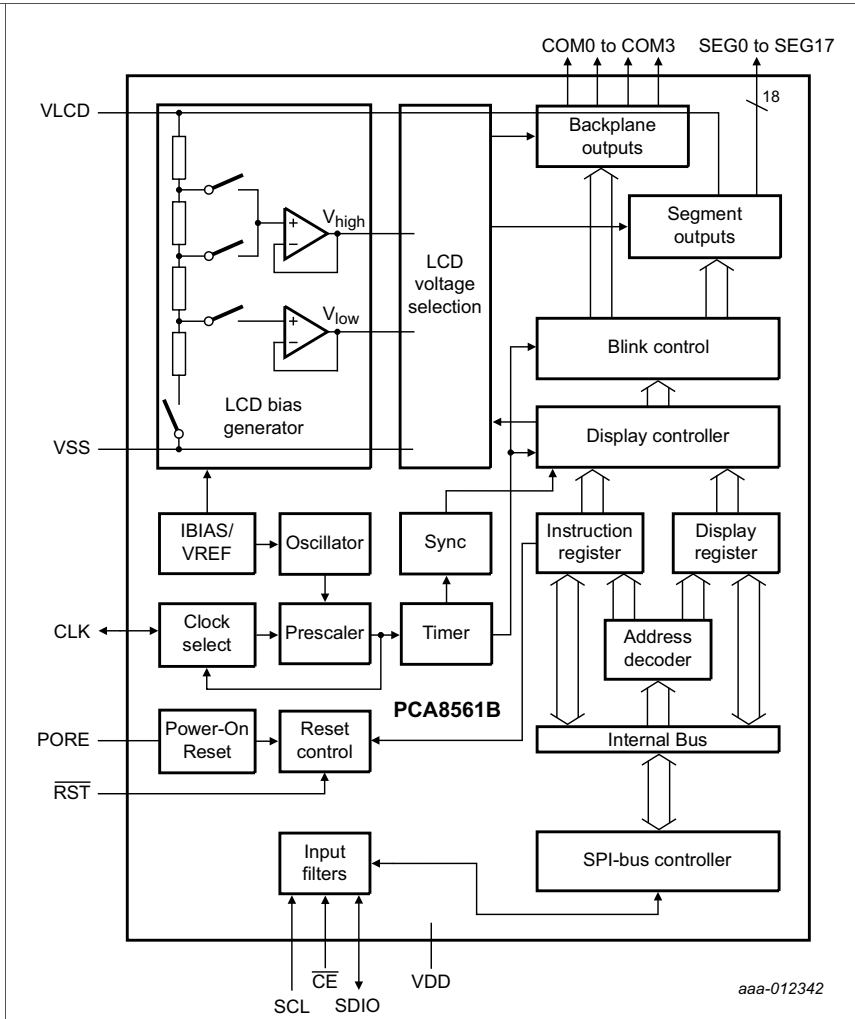 COM0 to COM3
SEG0 to SEG17
18
VLCD
Backplane
outputs
Segment
outputs
+
−
Vhigh
LCD
voltage
selection
+
−
Vlow
Blink control
LCD bias
generator
Display controller
VSS
IBIAS/
VREF
Oscillator
Sync
Instruction
register
Display
register
CLK
Clock
select
Prescaler
Timer
Address
decoder
PCA8561B
PORE
Power-On
Reset
Reset
control
Internal Bus
RST
Input
filters
SPI-bus controller
SCL
CE
SDIO
VDD
aaa-012342